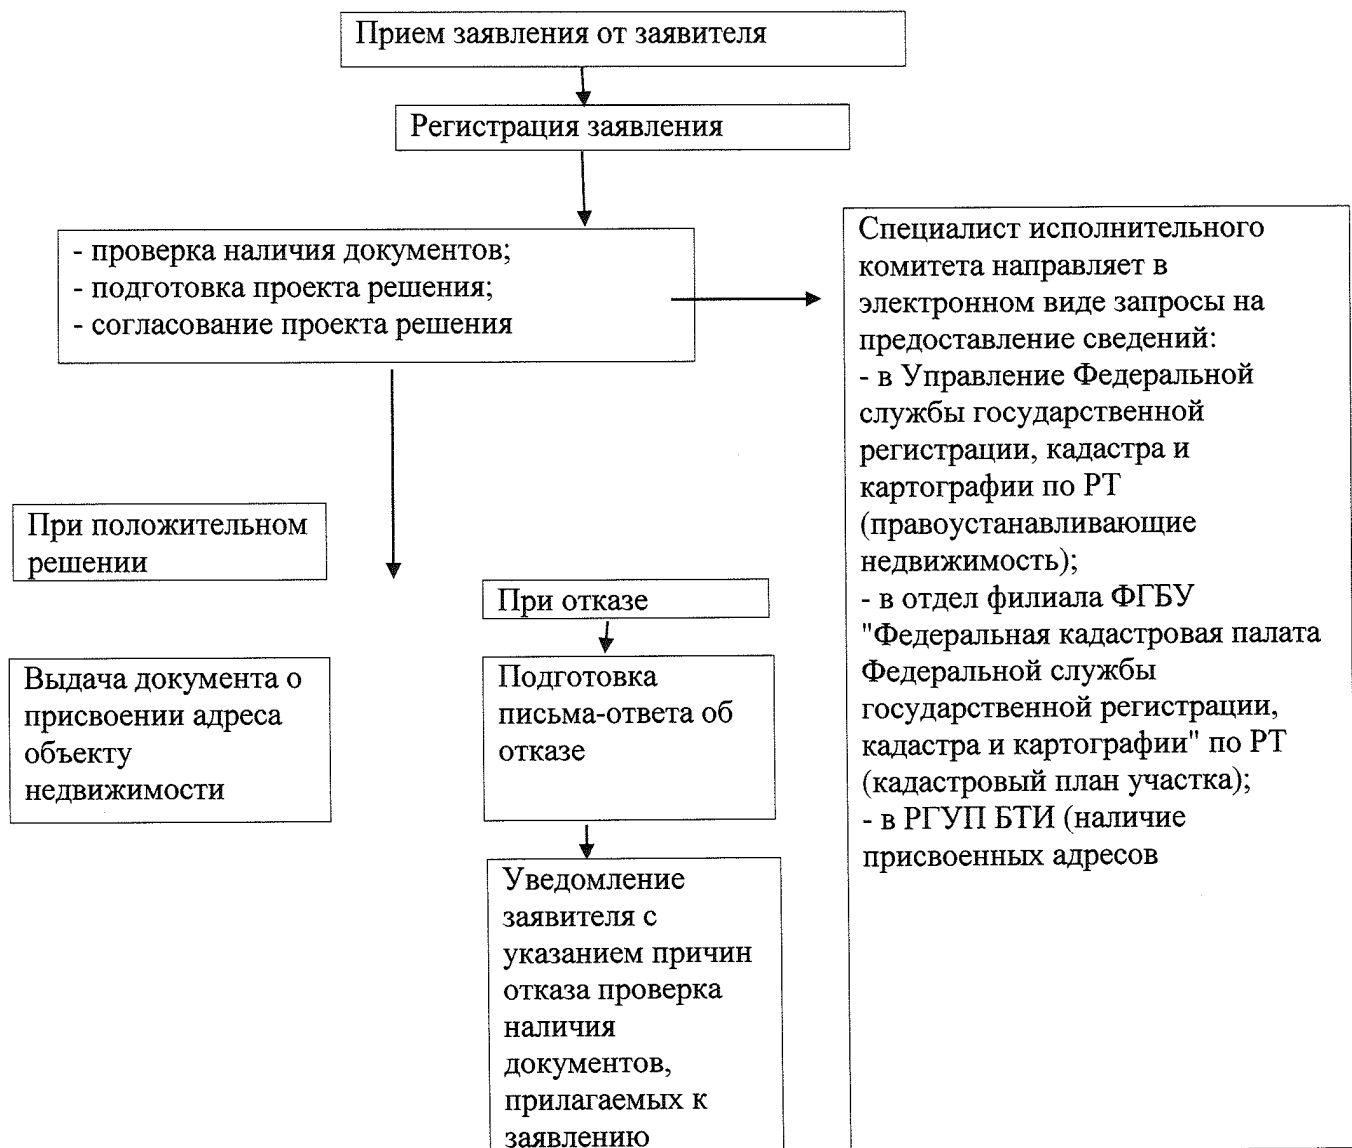 Прием заявления от заявителя
Регистрация заявления
- проверка наличия документов;
- подготовка проекта решения;
- согласование проекта решения
Специалист исполнительного
комитета направляет в
электронном виде запросы на
предоставление сведений:
- в Управление Федеральной
службы государственной
регистрации, кадастра и
картографии по РТ
(правоустанавливающие
недвижимость);
- в отдел филиала ФГБУ
"Федеральная кадастровая палата
Федеральной службы
государственной регистрации,
кадастра и картографии" по РТ
(кадастровый план участка);
- в РГУП БТИ (наличие
присвоенных адресов
При положительном
решении
Выдача документа о
присвоении адреса
объекту
недвижимости
При отказе
Подготовка
письма-ответа об
отказе
Уведомление
заявителя с
указанием причин
отказа проверка
наличия
документов,
прилагаемых к
заявлению